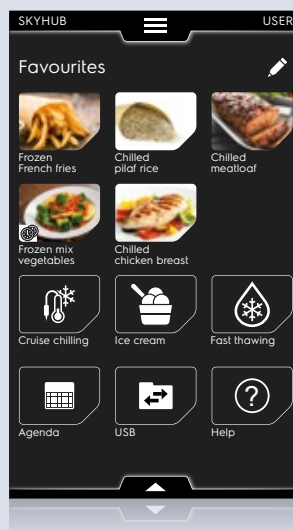 SKYHUB USER
Favourites
Frozen
French fries
Chilled
pilaf rice
Chilled
meatloaf
Frozen mix
vegetables
Chilled
chicken breast
Cruise chilling
Ice cream
Fast thawing
Agenda
USB
Help